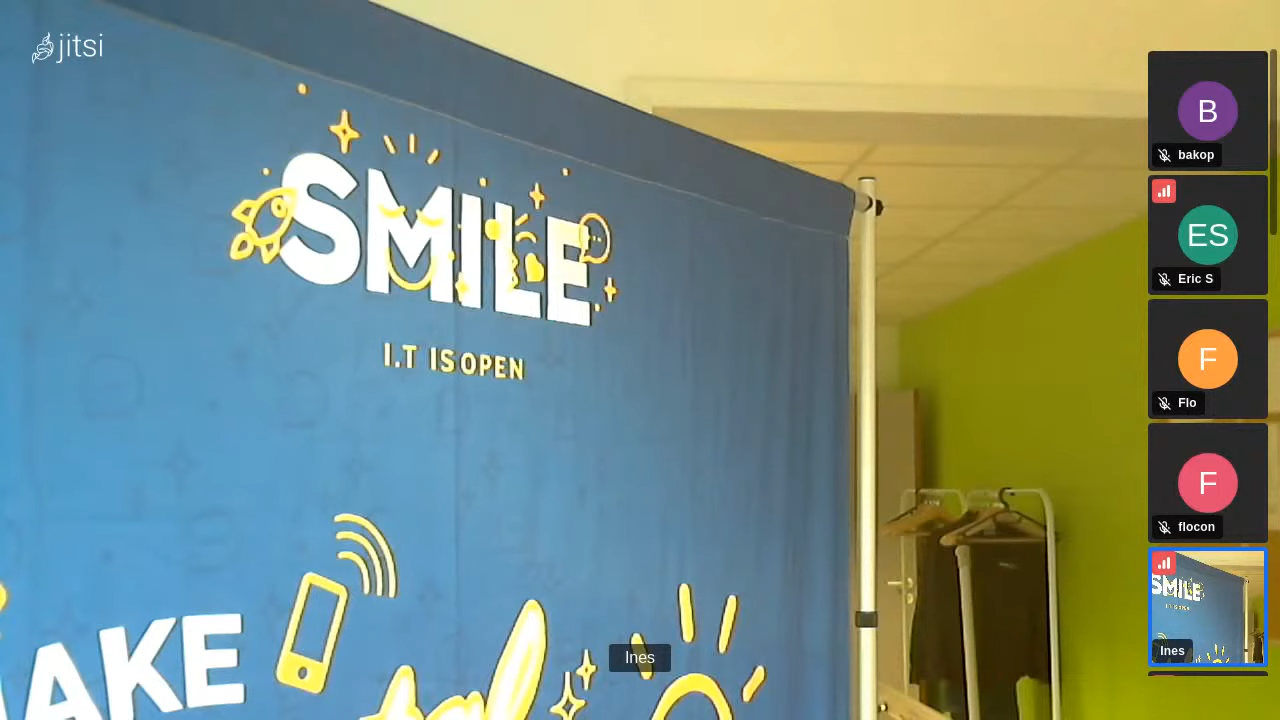 jitsi
SMILE
I.T IS OPEN
AKE
Ines
B
bakop
ES
Eric S
F
Flo
F
flocon
SMILE
Ines